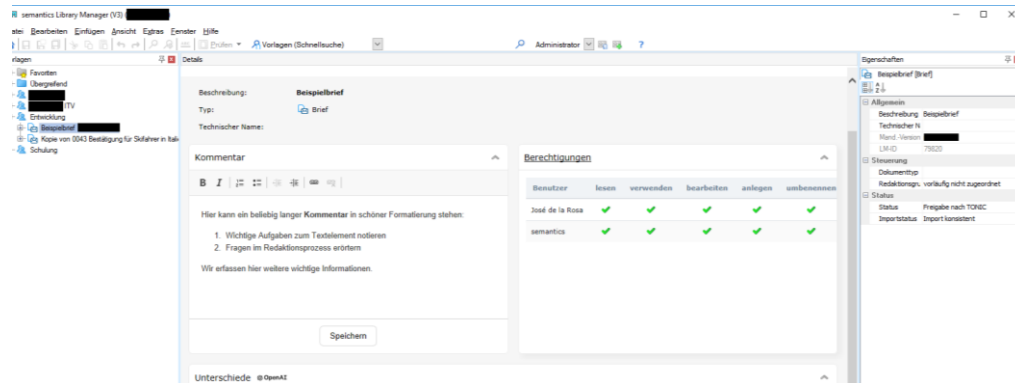 semantics Library Manager (V3) (
atei Bearbeiten Einfügen Ansicht Egtras Fenster Hilfe
Prüfen Vorlagen (Schnellsuche) Administrator ?
rlagen
Favoriten
Übergreifend
ITV
Entwicklung
Beispielbrief
Kopie von 0043 Bestätigung für Skifahrer in Itali
Schulung
Details
Beschreibung: Beispielbrief
Typ: Brief
Technischer Name:
Kommentar
B I
Hier kann ein beliebig langer Kommentar in schöner Formatierung stehen:
1. Wichtige Aufgaben zum Textelement notieren
2. Fragen im Redaktionsprozess erörtern
Wir erfassen hier weitere wichtige Informationen.
Speichern
Berechtigungen
Benutzer lesen verwenden bearbeiten anlegen umbenennen
José de la Rosa
semantics
Unterschiede OpenAI
Eigenschaften
Beispielbrief [Brief]
Allgemein
Beschreibung Beispielbrief
Technischer N
Mand.-Version
LM-ID 79820
Steuerung
Dokumenttyp
Redaktionsgru. vorläufig nicht zugeordnet
Status
Status Freigabe nach TONIC
Importstatus Import konsistent